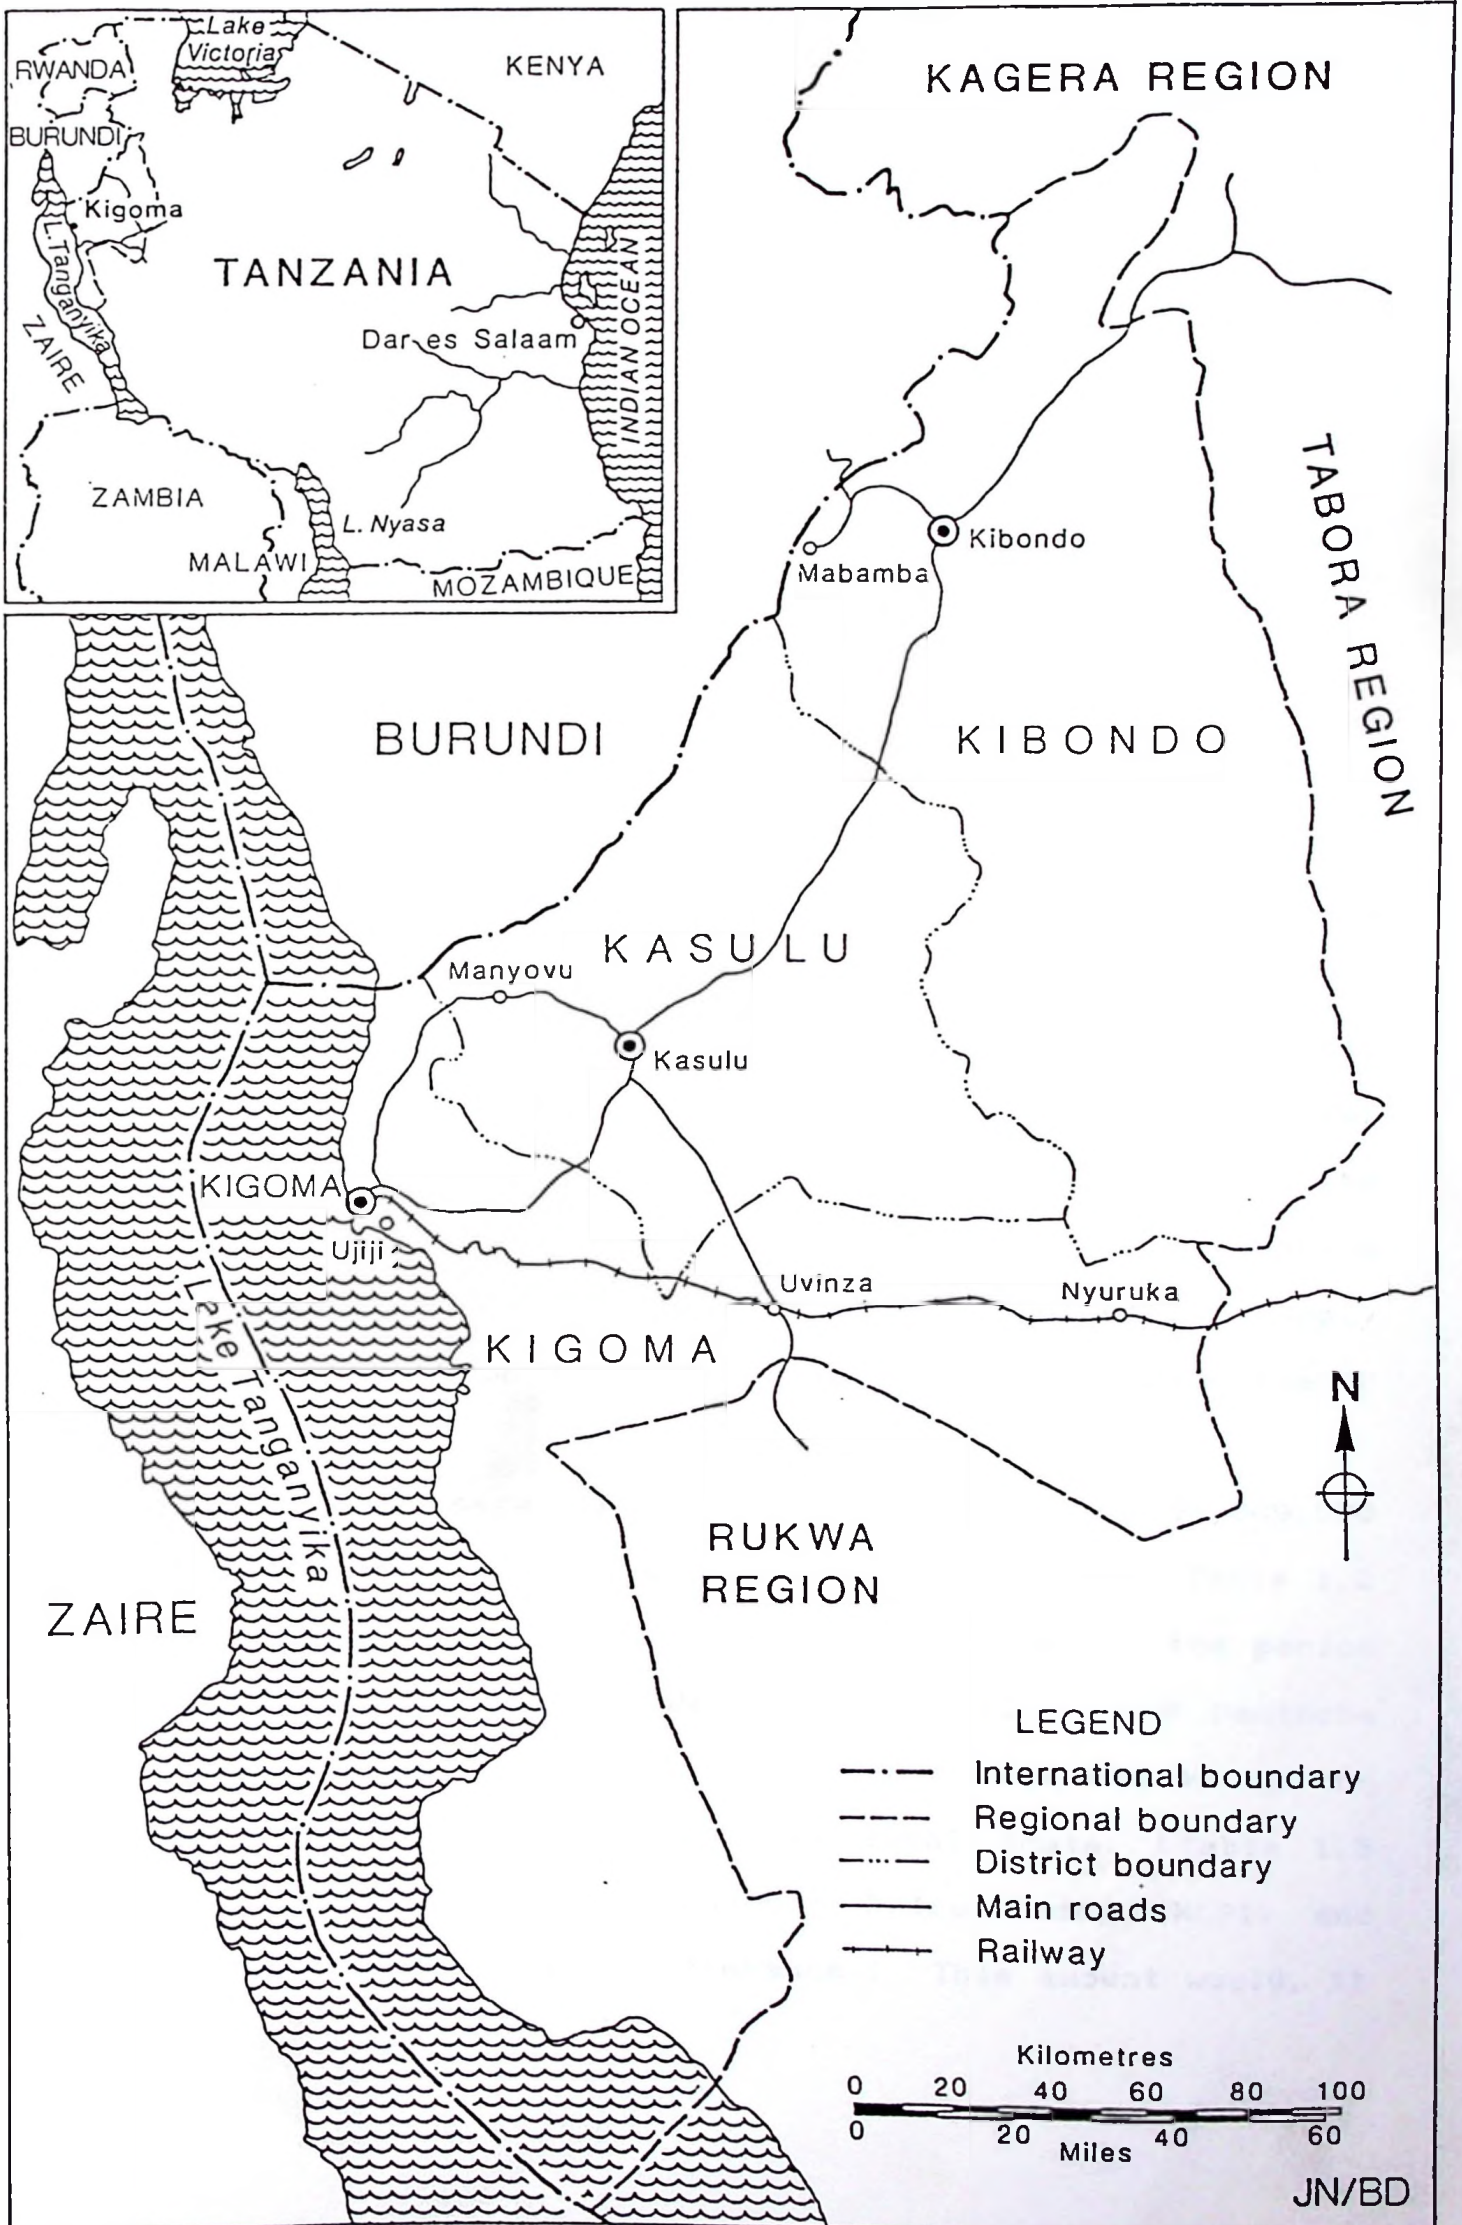 Lake
Victoria
KENYA
RWANDA
BURUNDI
Kigoma
L.Tanganyika
TANZANIA
INDIAN OCEAN
ZAIRE
Dar es Salaam
ZAMBIA
L. Nyasa
MALAWI
MOZAMBIQUE
KAGERA REGION
TABORA REGION
Kibondo
Mabamba
BURUNDI
KIBONDO
KASULU
Manyovu
Kasulu
KIGOMA
Ujiji
Uvinza
Nyuruka
KIGOMA
Lake Tanganyika
N
RUKWA
REGION
ZAIRE
LEGEND
International boundary
Regional boundary
District boundary
Main roads
Railway
Kilometres
0 20 40 60 80 100
0 20 40 60
Miles
JN/BD